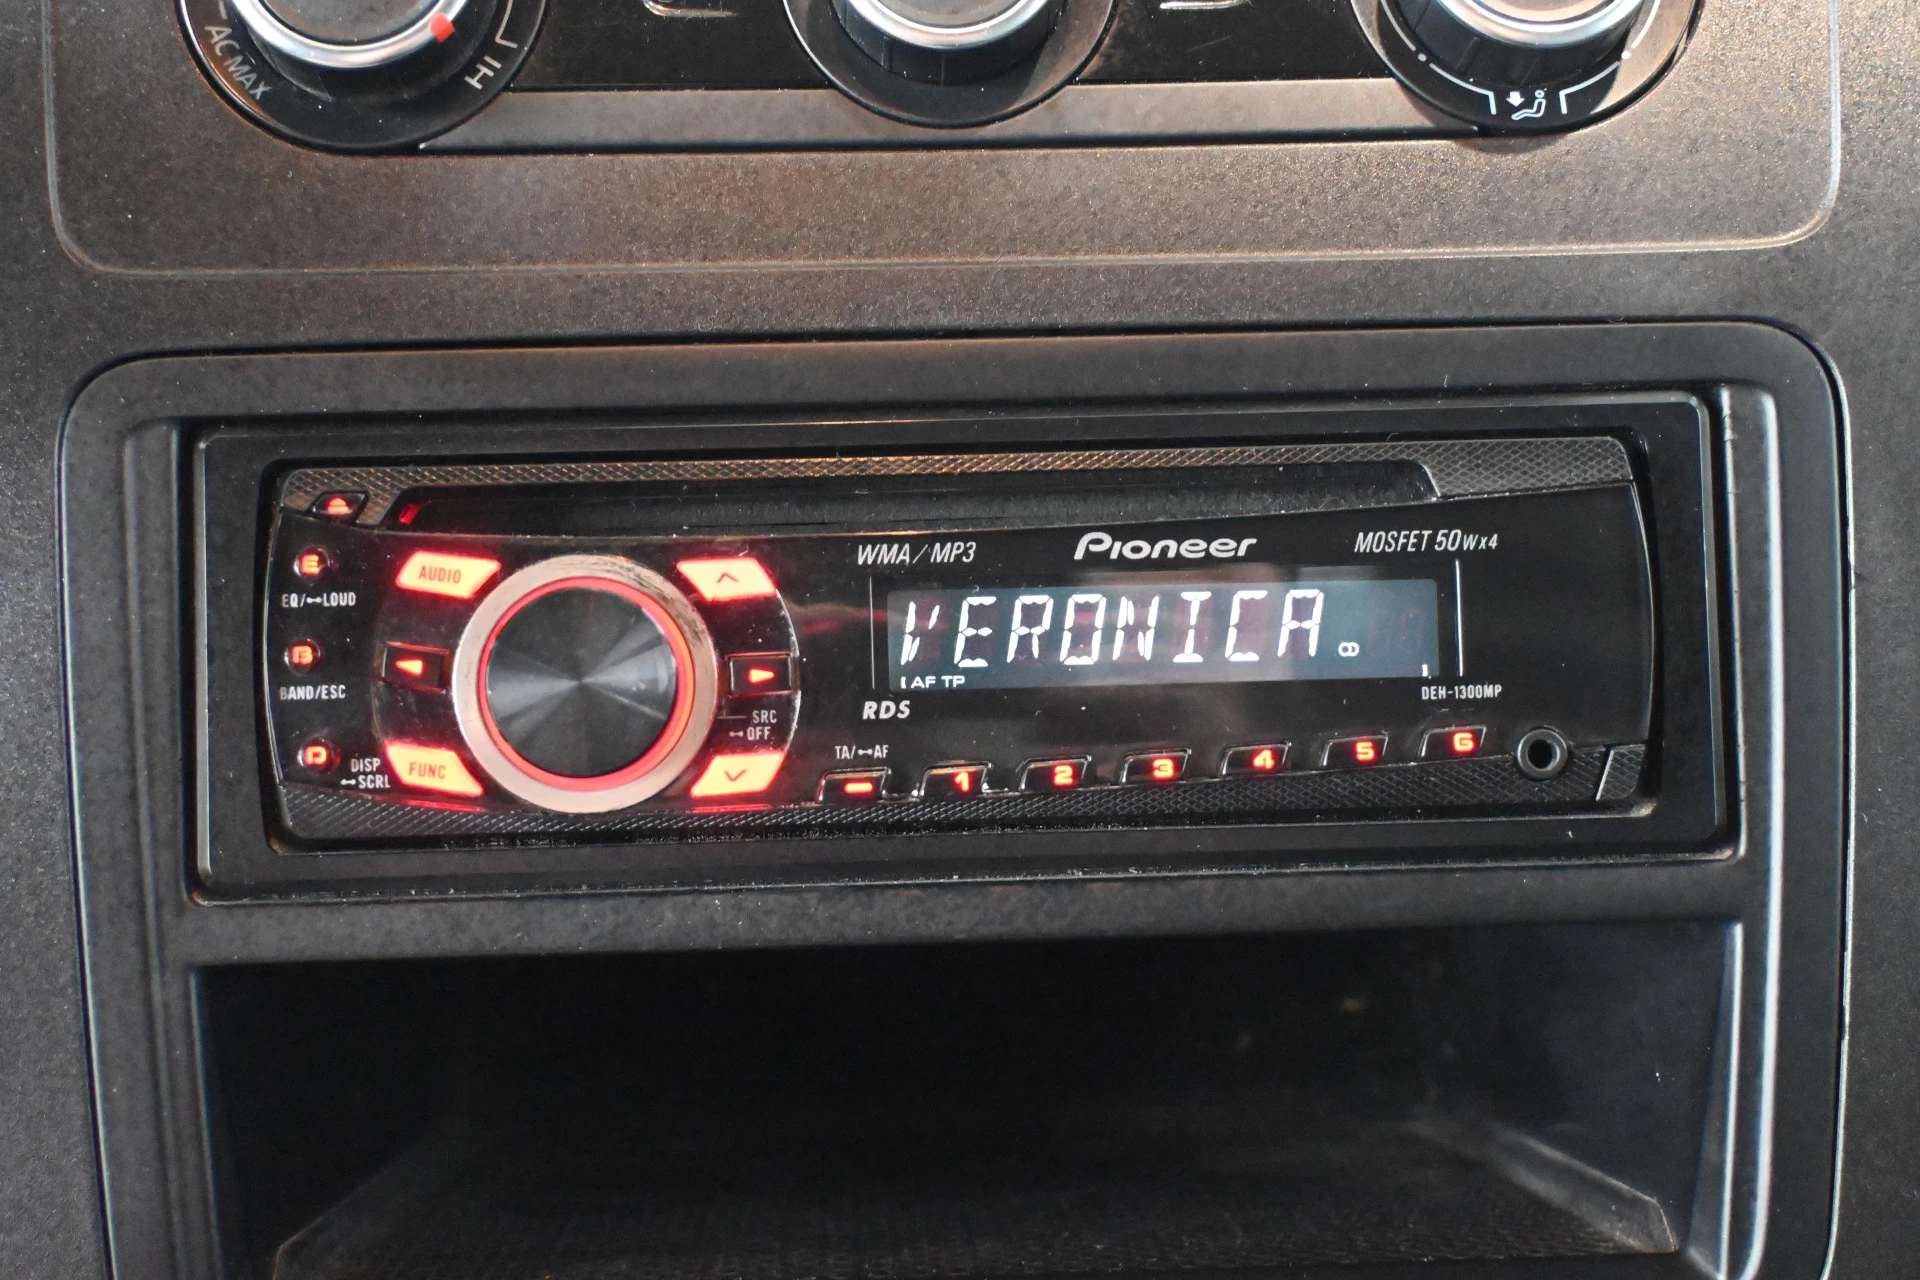 AC MAX
HI
WMA/MP3
Pioneer
MOSFET 50Wx4
E
AUDIO
EQ/LOUD
VERONICA
B
BAND/ESC
AF TP
DEH-1300MP
RDS
SRC
OFF
D
DISP
SCRL
FUNC
TA/AF
1 2 3 4 5 6